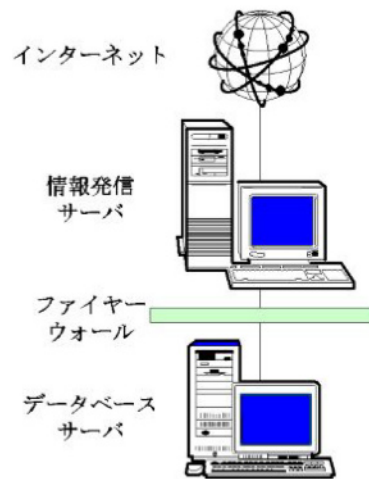 インターネット
情報発信
サーバ
ファイヤー
ウォール
データベース
サーバ